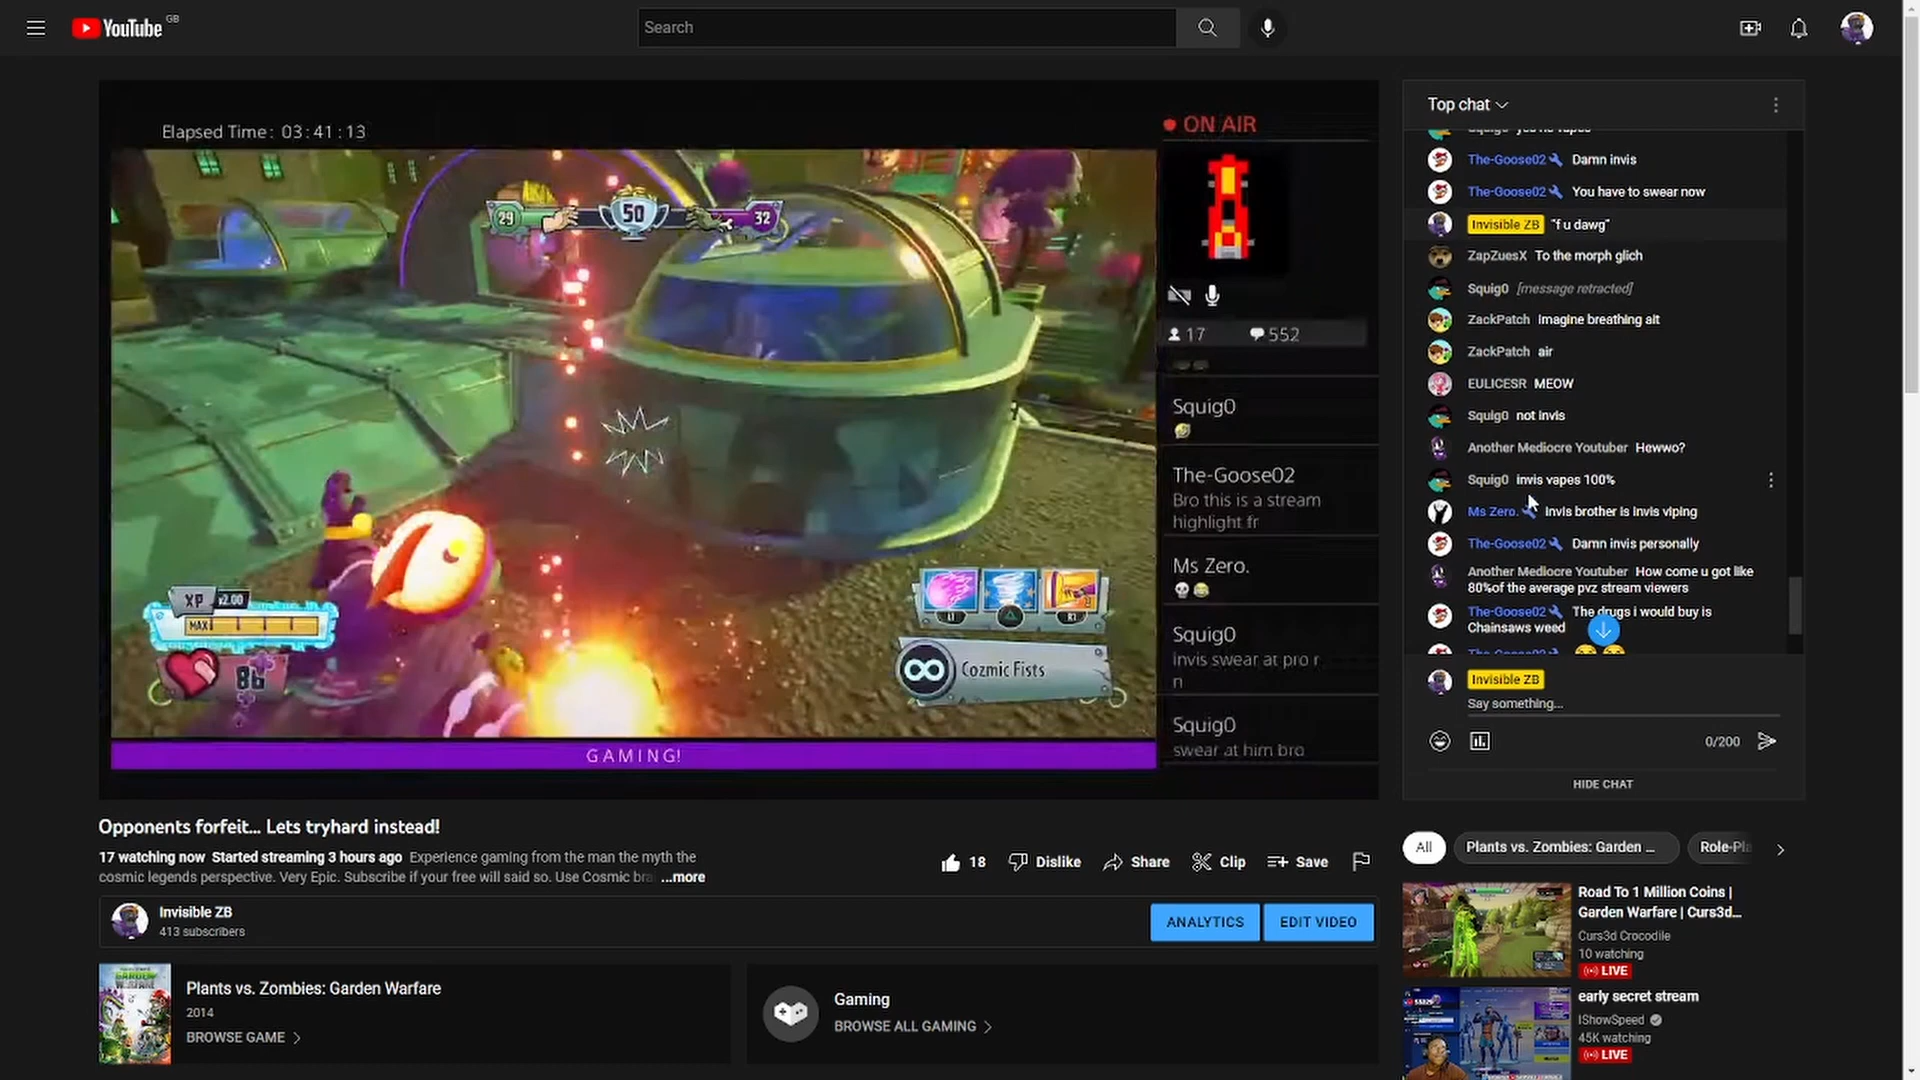 YouTube GB
Search
Elapsed Time: 03:41:13
29
50
32
XP x2.00
MAX
86
L1
R1
Cozmic Fists
GAMING!
ON AIR
17
552
Squig0
The-Goose02
Bro this is a stream
highlight fr
Ms Zero.
Squig0
invis swear at pro r
n
Squig0
swear at him bro
Top chat
The-Goose02 Damn invis
The-Goose02 You have to swear now
Invisible ZB "f u dawg"
ZapZuesX To the morph glich
Squig0 [message retracted]
ZackPatch Imagine breathing ait
ZackPatch air
EULICESR MEOW
Squig0 not invis
Another Mediocre Youtuber Hewwo?
Squig0 invis vapes 100%
Ms Zero. Invis brother is invis viping
The-Goose02 Damn invis personally
Another Mediocre Youtuber How come u got like
80%of the average pvz stream viewers
The-Goose02 The drugs i would buy is
Chainsaws weed
Invisible ZB
Say something...
0/200
HIDE CHAT
Opponents forfeit... Lets tryhard instead!
17 watching now Started streaming 3 hours ago Experience gaming from the man the myth the
cosmic legends perspective. Very Epic. Subscribe if your free will said so. Use Cosmic bra ...more
18
Dislike
Share
Clip
Save
Invisible ZB
413 subscribers
ANALYTICS
EDIT VIDEO
Plants vs. Zombies: Garden Warfare
2014
BROWSE GAME
Gaming
BROWSE ALL GAMING
All
Plants vs. Zombies: Garden ...
Role-Pla
Road To 1 Million Coins |
Garden Warfare | Curs3d...
Curs3d Crocodile
10 watching
LIVE
early secret stream
IShowSpeed
45K watching
LIVE